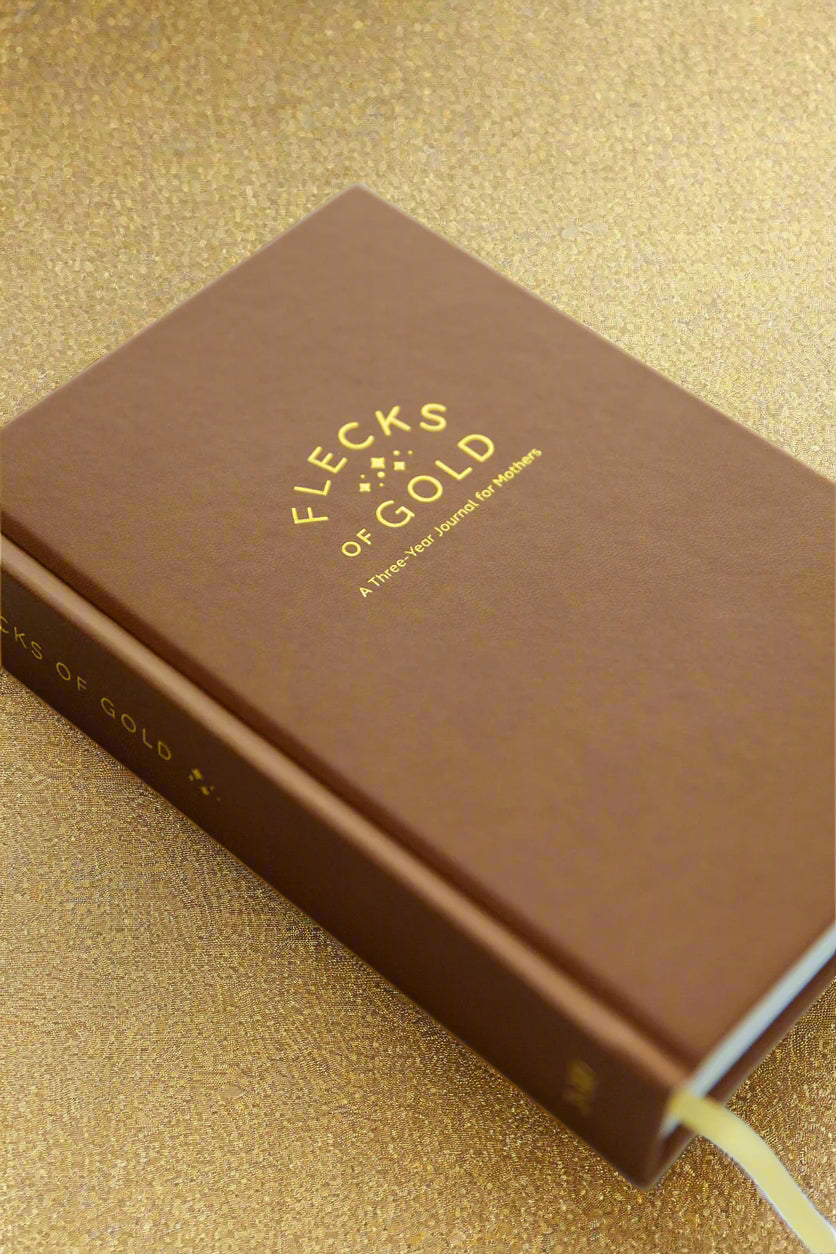 FLECKS
OF GOLD
A Three-Year Journal for Mothers
CKS OF GOLD